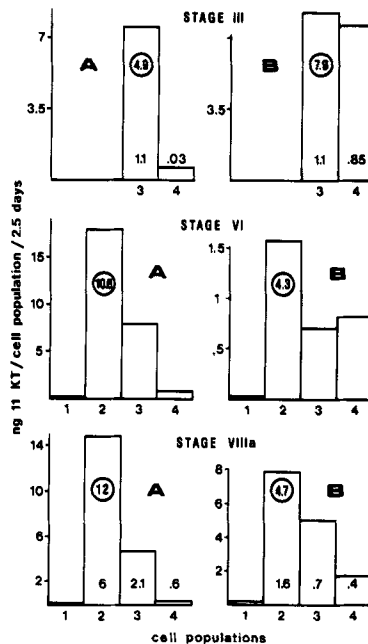 STAGE III
7
3.5
A
4.9
1.1 .03
3 4
3.5
B
7.9
1.1 .85
3 4
ng 11 KT/cell population/2.5 days
STAGE VI
15
10
5
A
1 2 3 4
1.5
1
.5
B
4.3
1 2 3 4
STAGE VIIIa
14
10
6
2
A
12
6 2.1 .6
1 2 3 4
8
6
4
2
B
4.7
1.6 .7 .4
1 2 3 4
cell populations